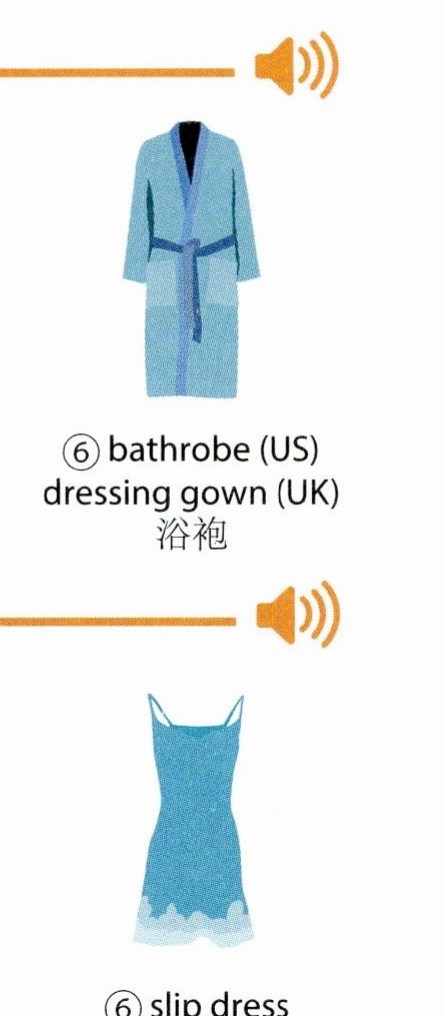 ⑥ bathrobe (US)
dressing gown (UK)
浴袍
⑥ slip dress